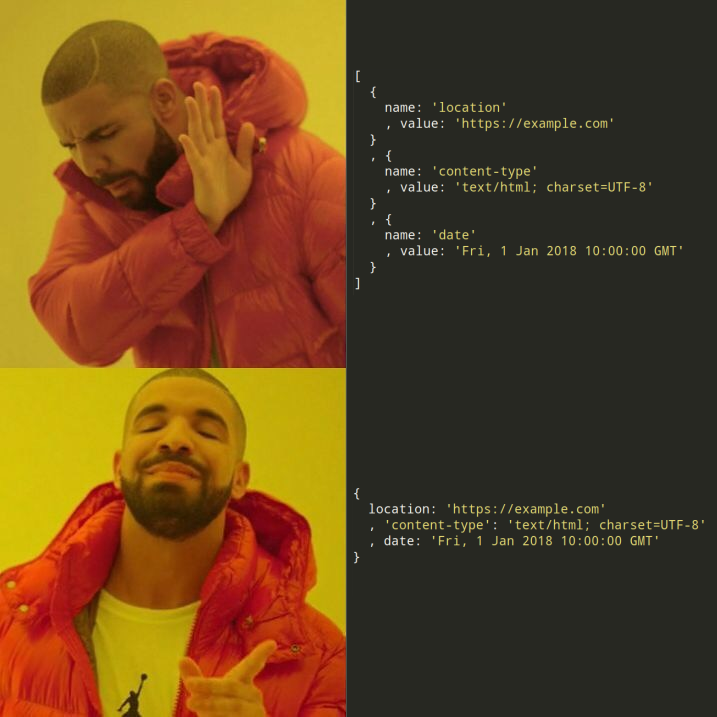 [
{
name: 'location'
, value: 'https://example.com'
}
, {
name: 'content-type'
, value: 'text/html; charset=UTF-8'
}
, {
name: 'date'
, value: 'Fri, 1 Jan 2018 10:00:00 GMT'
}
]
{
location: 'https://example.com'
, 'content-type': 'text/html; charset=UTF-8'
, date: 'Fri, 1 Jan 2018 10:00:00 GMT'
}